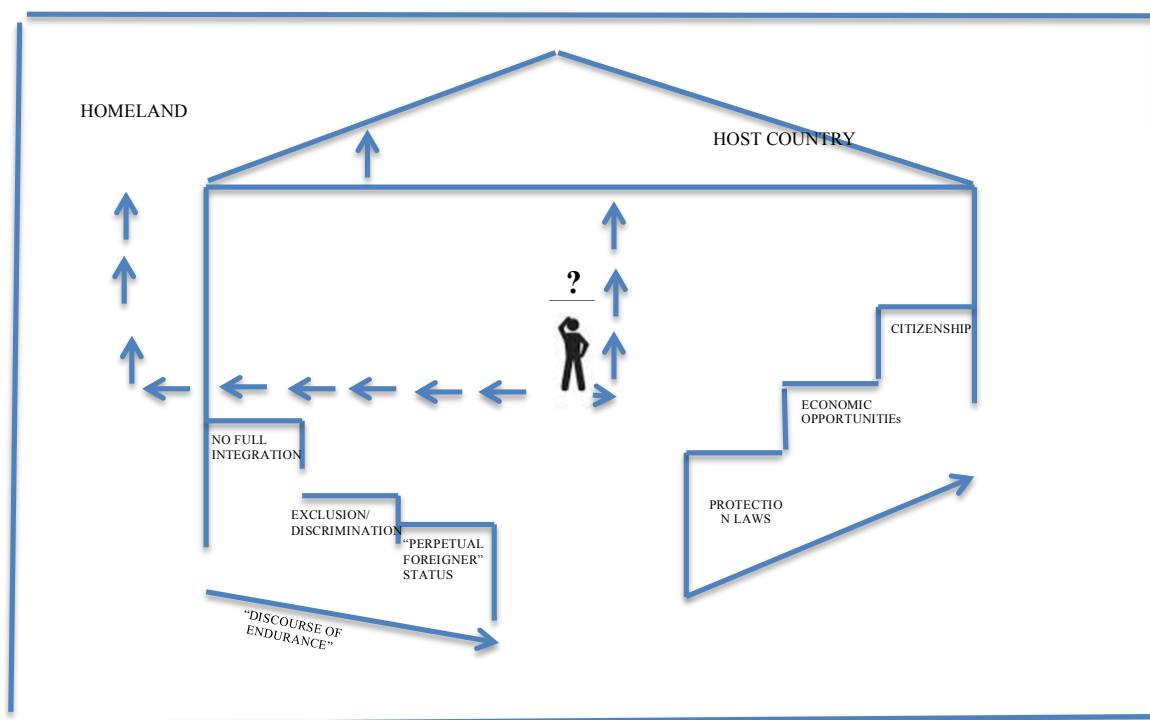 HOMELAND
HOST COUNTRY
?
CITIZENSHIP
ECONOMIC
OPPORTUNITIEs
NO FULL
INTEGRATION
PROTECTIO
N LAWS
EXCLUSION/
DISCRIMINATION
“PERPETUAL
FOREIGNER”
STATUS
“DISCOURSE OF
ENDURANCE”